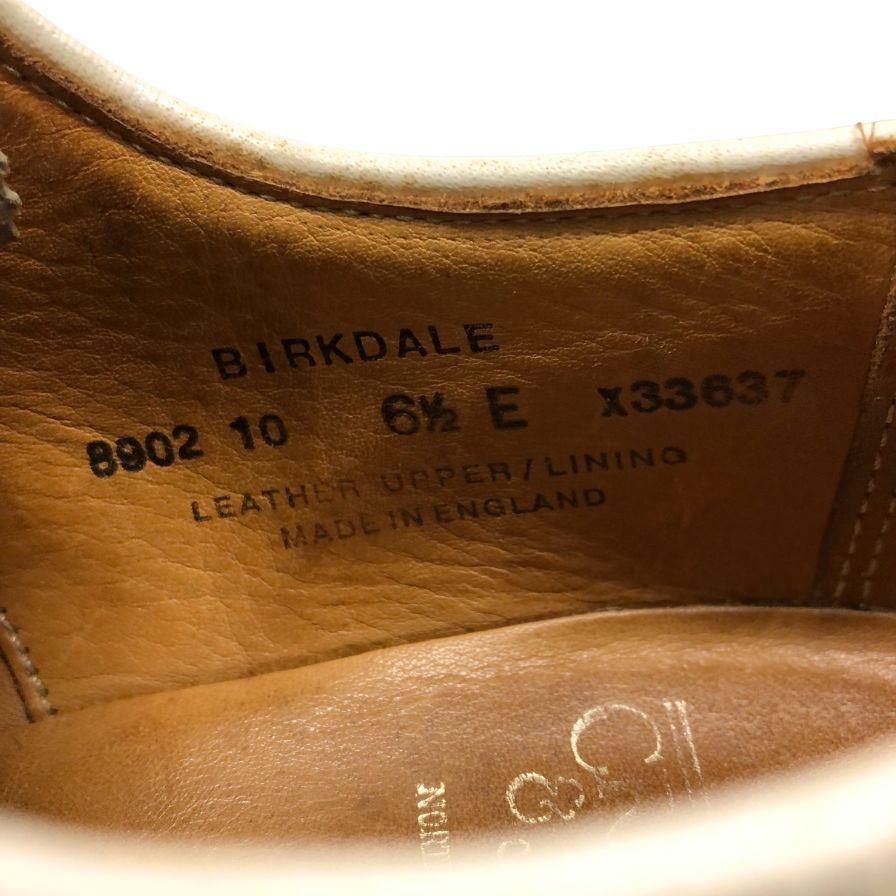 BIRKDALE
8902 10 6½ E X33637
LEATHER UPPER/LINING
MADE IN ENGLAND